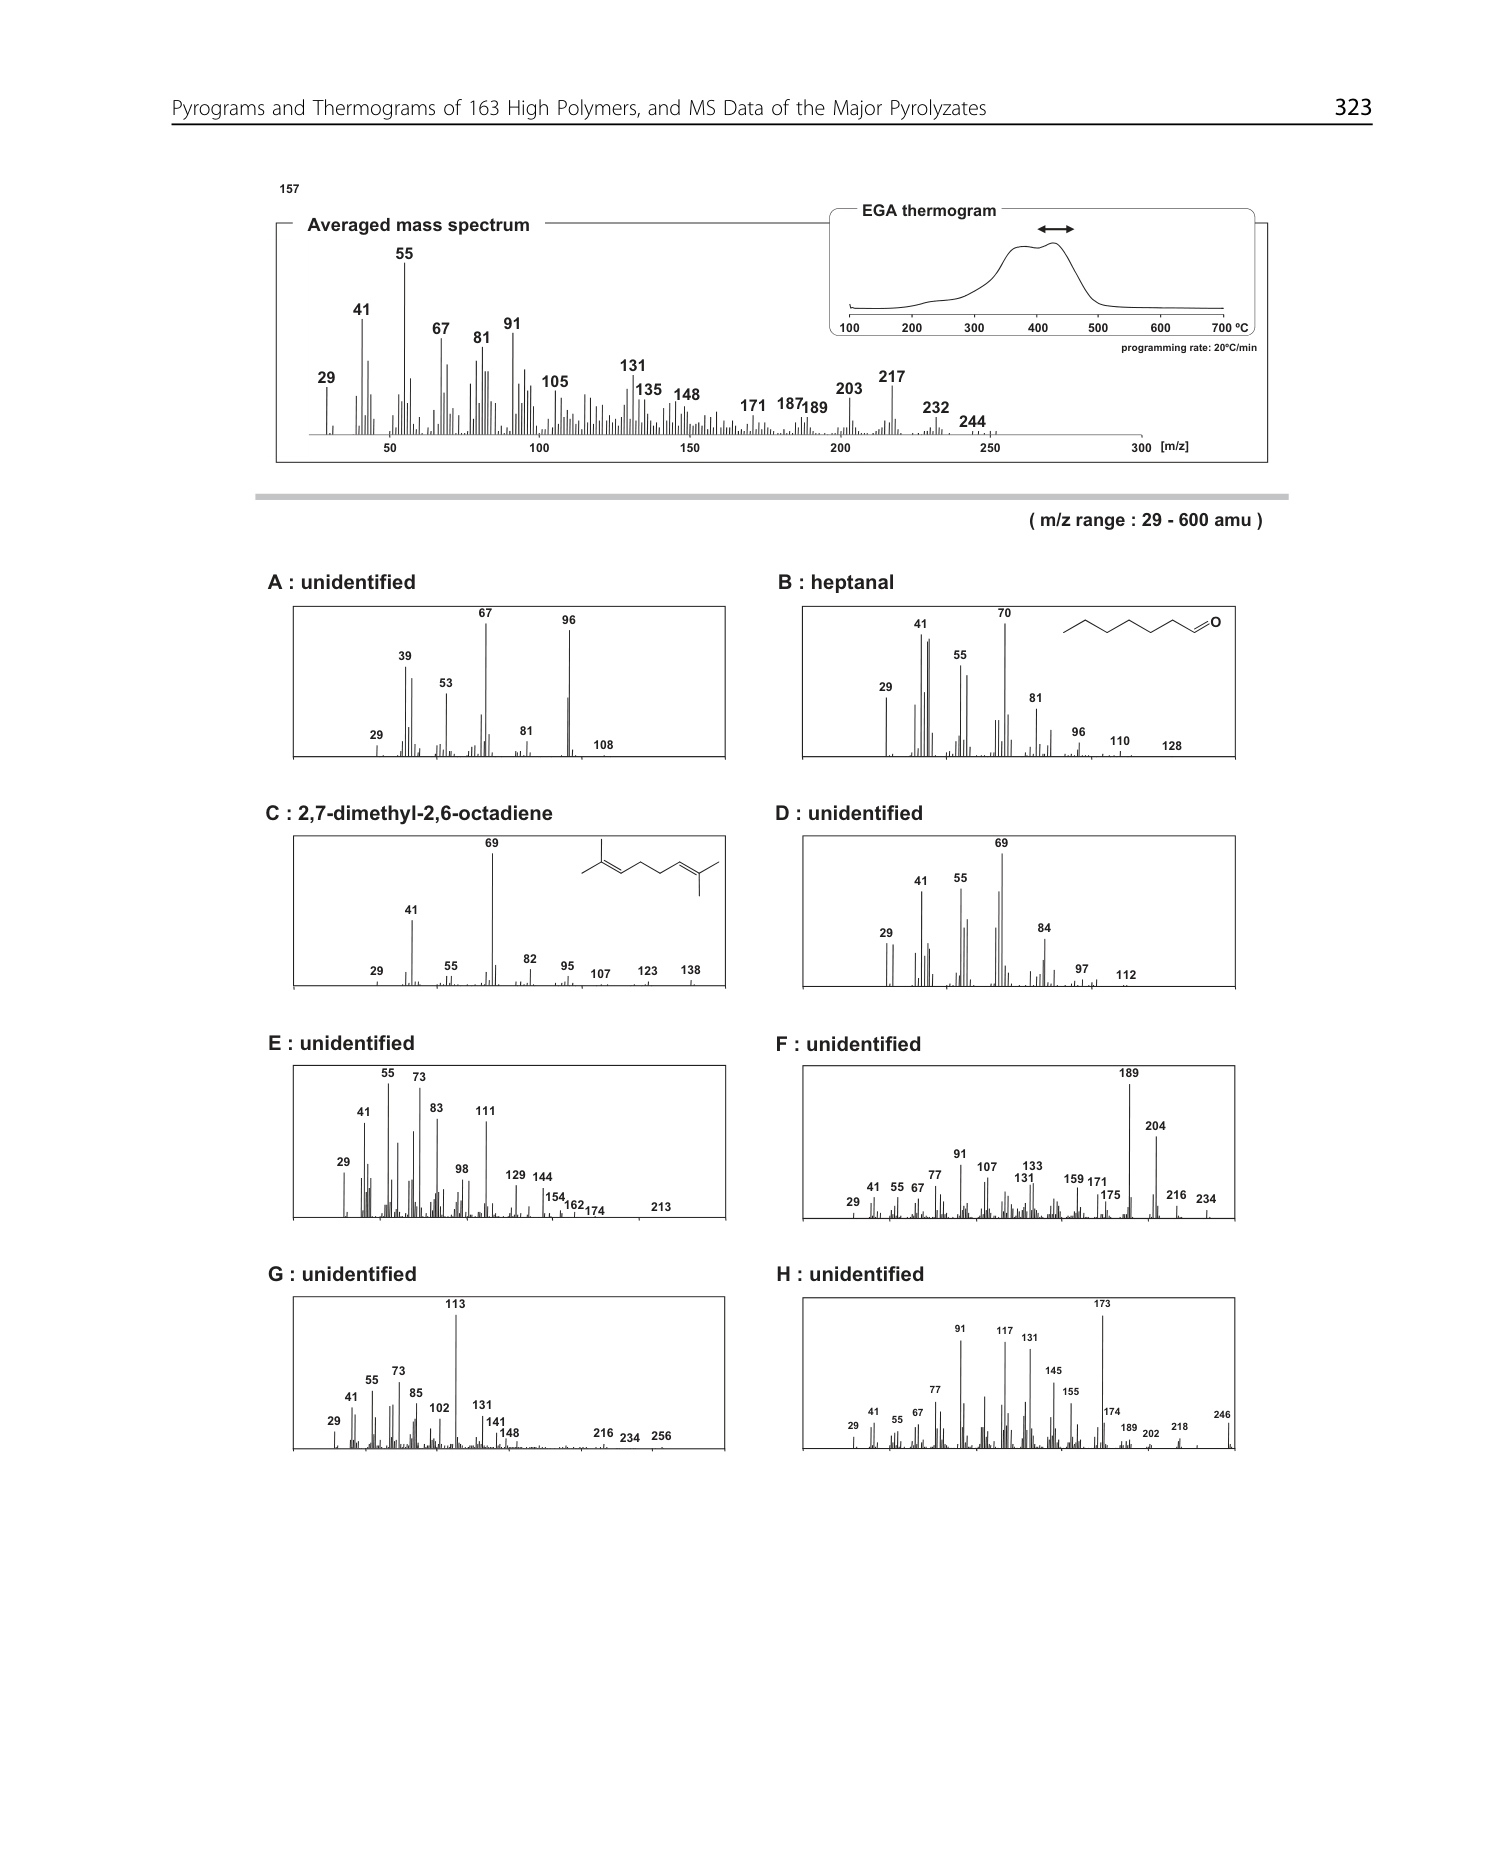 Pyrograms and Thermograms of 163 High Polymers, and MS Data of the Major Pyrolyzates 323
157
Averaged mass spectrum
EGA thermogram
100 200 300 400 500 600 700 ºC
programming rate: 20ºC/min
29 41 55 67 81 91 105 131 135 148 171 187 189 203 217 232 244
50 100 150 200 250 300 [m/z]
( m/z range : 29 - 600 amu )
A : unidentified
29 39 53 67 81 96 108
B : heptanal
29 41 55 70 81 96 110 128
O
C : 2,7-dimethyl-2,6-octadiene
29 41 55 69 82 95 107 123 138
D : unidentified
29 41 55 69 84 97 112
E : unidentified
29 41 55 73 83 98 111 129 144 154 162 174 213
F : unidentified
29 41 55 67 77 91 107 131 133 159 171 175 189 204 216 234
G : unidentified
29 41 55 73 85 102 113 131 141 148 216 234 256
H : unidentified
29 41 55 67 77 91 117 131 145 155 173 174 189 202 218 246